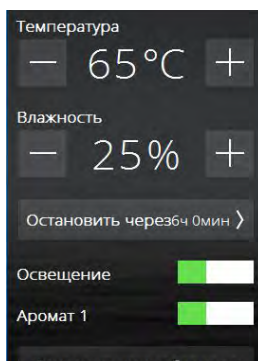 Температура
− 65°C +
Влажность
− 25% +
Остановить через6ч 0мин 〉
Освещение
Аромат 1